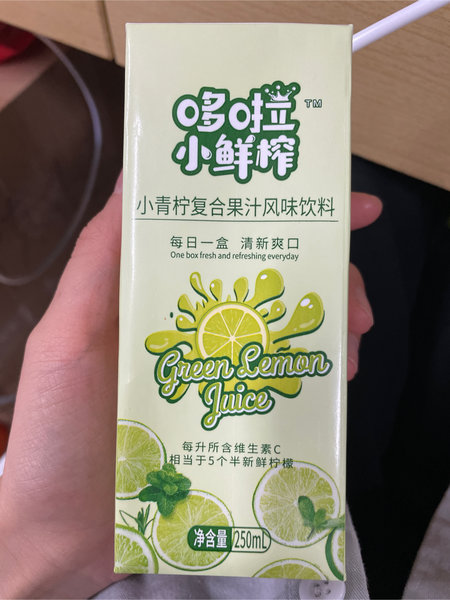 哆啦
TM
小鲜榨
小青柠复合果汁风味饮料
每日一盒 清新爽口
One box fresh and refreshing everyday
Green Lemon
Juice
每升所含维生素C
相当于5个半新鲜柠檬
净含量 250mL